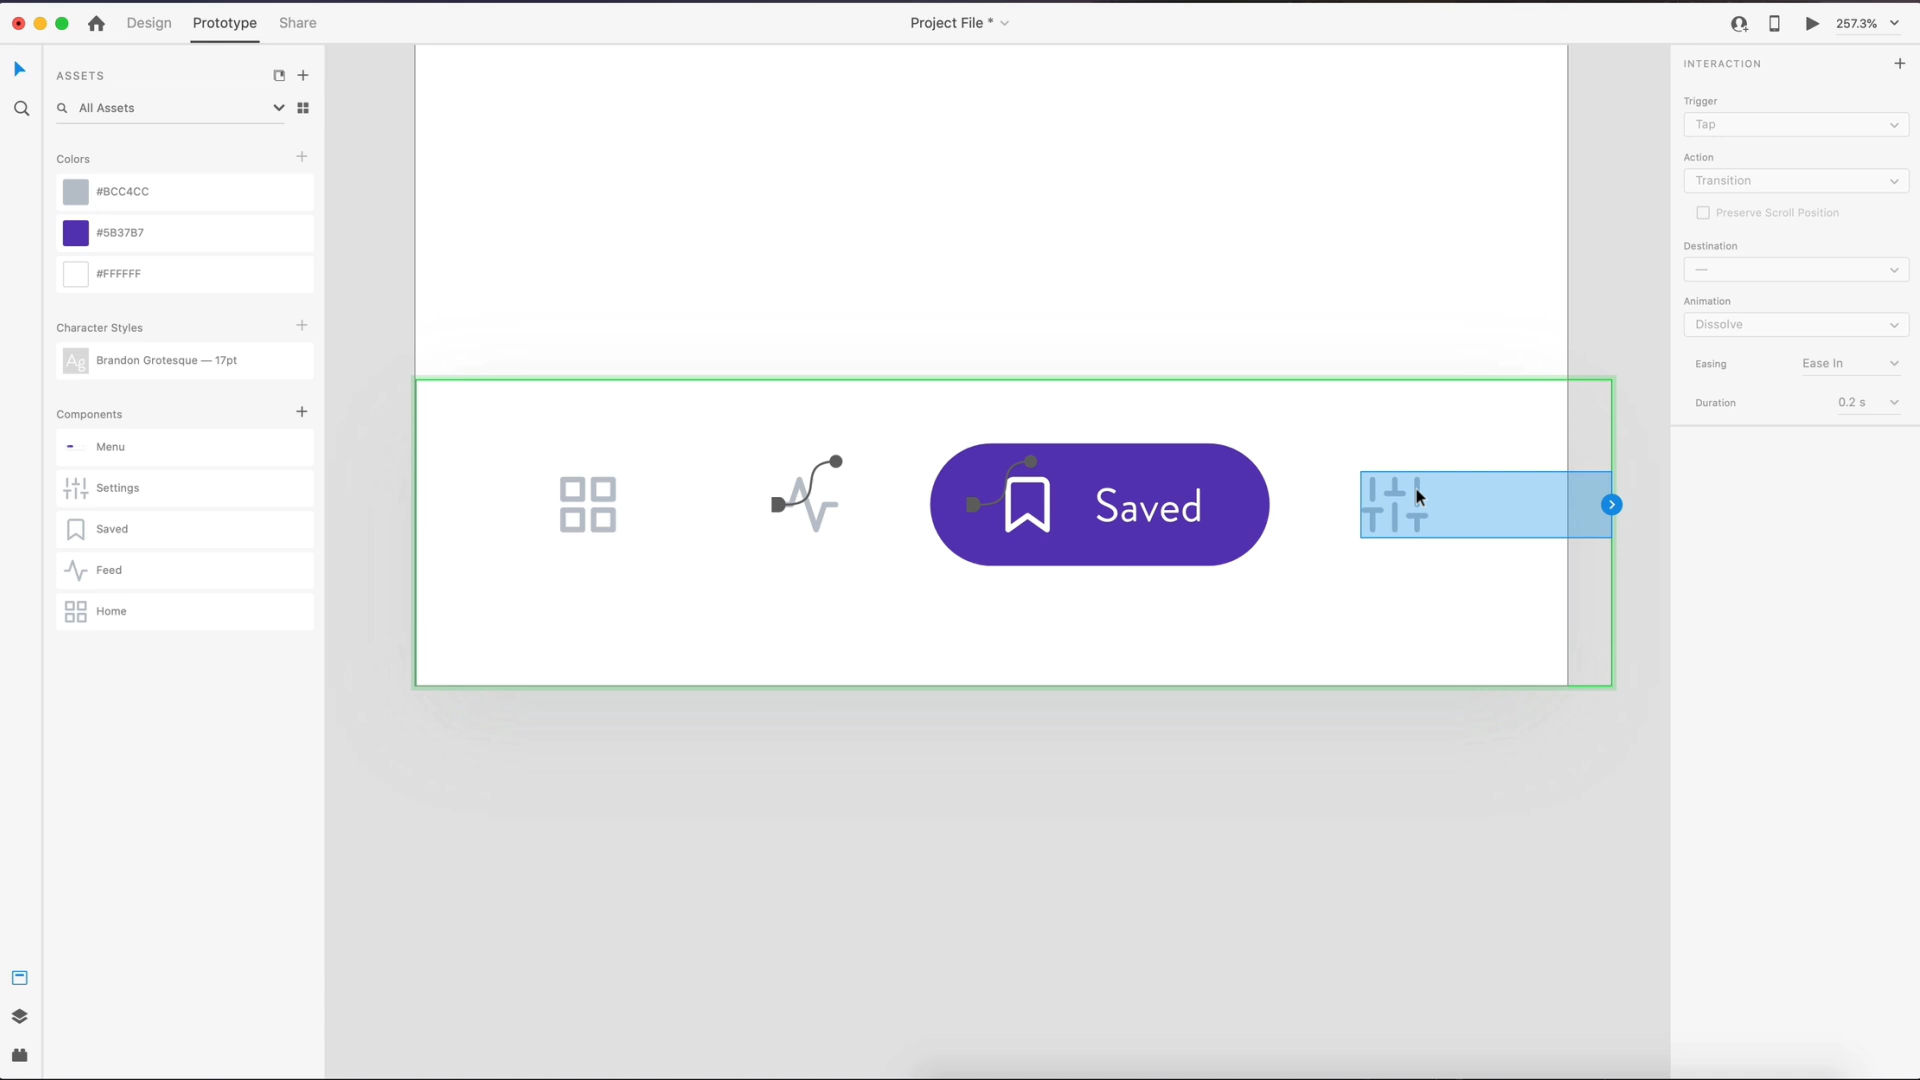 Design Prototype Share Project File * 257.3%
ASSETS
All Assets
Colors
#BCC4CC
#5B37B7
#FFFFFF
Character Styles
Ag Brandon Grotesque — 17pt
Components
Menu
Settings
Saved
Feed
Home
Saved
INTERACTION
Trigger
Tap
Action
Transition
Preserve Scroll Position
Destination
—
Animation
Dissolve
Easing Ease In
Duration 0.2 s